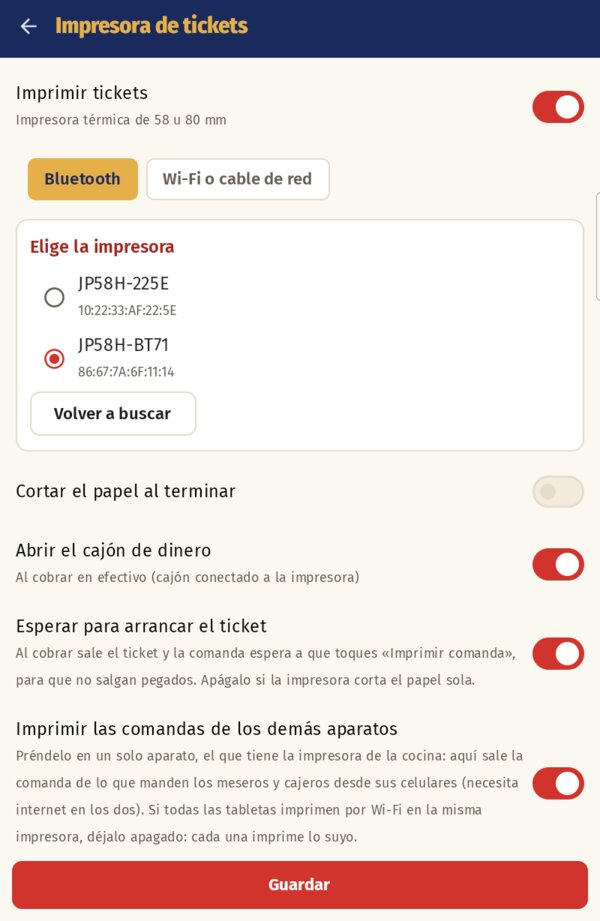 Impresora de tickets
Imprimir tickets
Impresora térmica de 58 u 80 mm
Bluetooth
Wi-Fi o cable de red
Elige la impresora
JP58H-225E
10:22:33:AF:22:5E
JP58H-BT71
86:67:7A:6F:11:14
Volver a buscar
Cortar el papel al terminar
Abrir el cajón de dinero
Al cobrar en efectivo (cajón conectado a la impresora)
Esperar para arrancar el ticket
Al cobrar sale el ticket y la comanda espera a que toques «Imprimir comanda»,
para que no salgan pegados. Apágalo si la impresora corta el papel sola.
Imprimir las comandas de los demás aparatos
Préndelo en un solo aparato, el que tiene la impresora de la cocina: aquí sale la
comanda de lo que manden los meseros y cajeros desde sus celulares (necesita
internet en los dos). Si todas las tabletas imprimen por Wi-Fi en la misma
impresora, déjalo apagado: cada una imprime lo suyo.
Guardar